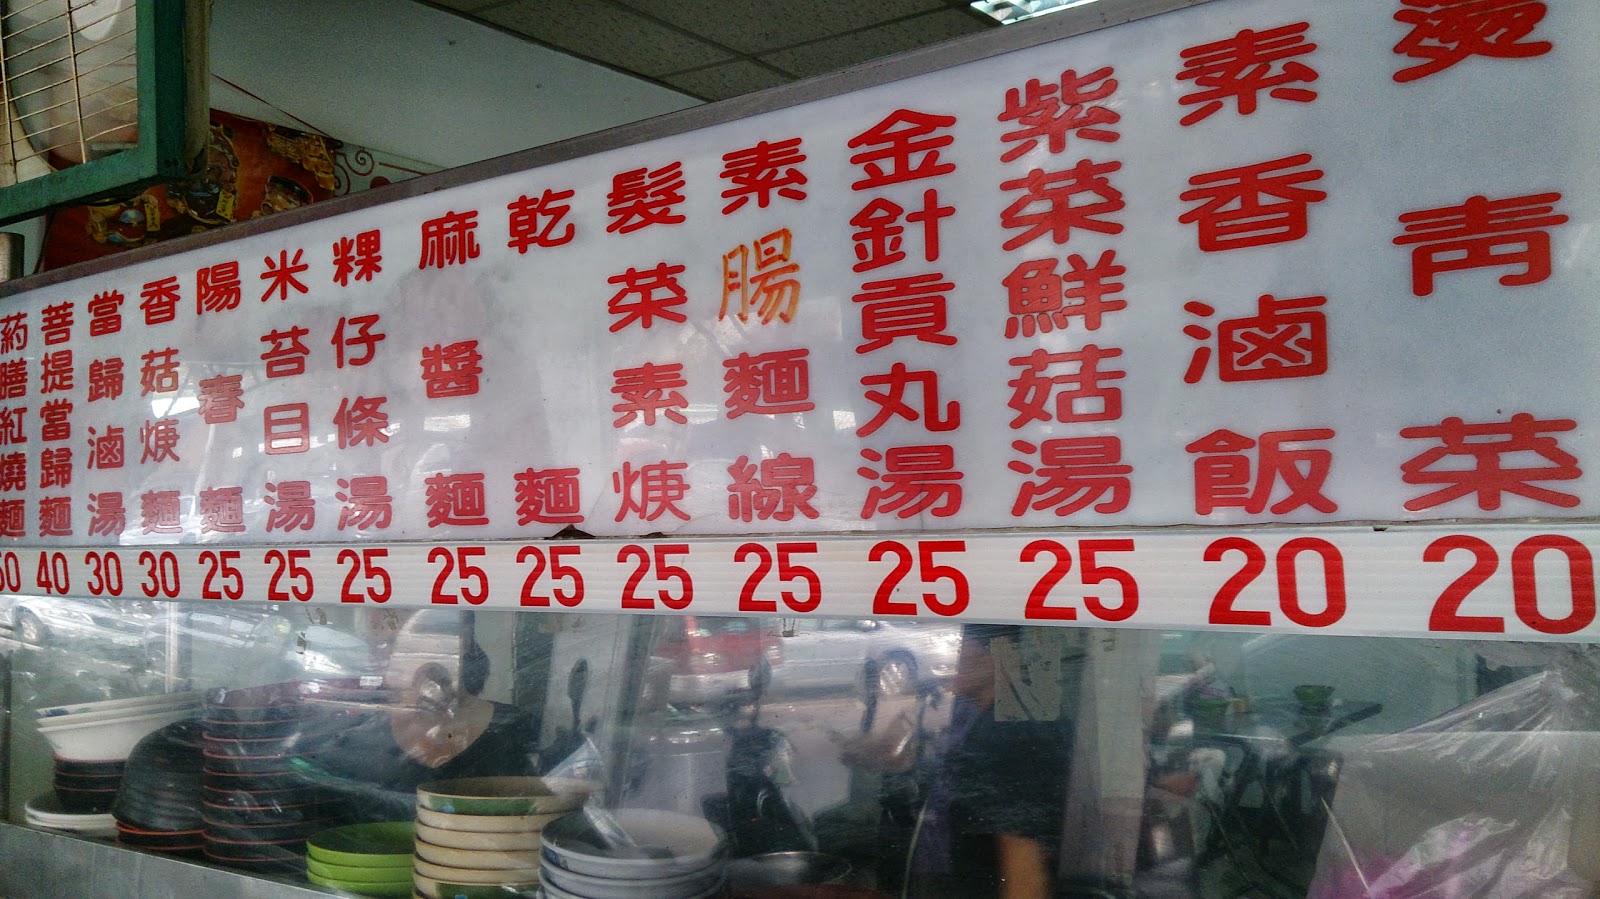 燙青菜
20
素香滷飯
20
紫菜鮮菇湯
25
金針貢丸湯
25
素腸麵線
25
髮菜素焿
25
乾麵
25
麻醬麵
25
粿仔條湯
25
米苔目湯
25
陽春麵
25
香菇焿麵
30
當歸滷湯
30
菩提當歸麵
40
葯膳紅燒麵